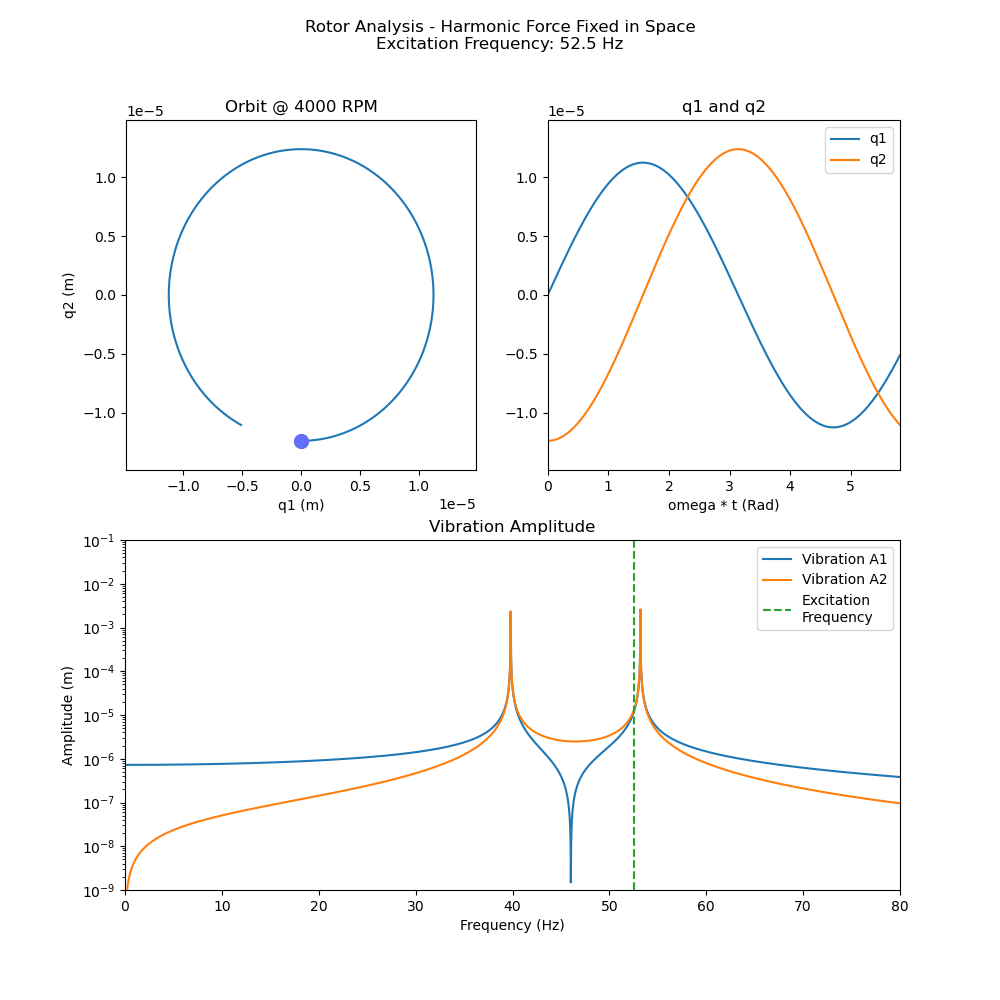 Rotor Analysis - Harmonic Force Fixed in Space
Excitation Frequency: 52.5 Hz
Orbit @ 4000 RPM
1e−5
1.0
0.5
0.0
−0.5
−1.0
q2 (m)
−1.0 −0.5 0.0 0.5 1.0
q1 (m)
1e−5
q1 and q2
1e−5
q1
q2
1.0
0.5
0.0
−0.5
−1.0
0 1 2 3 4 5
omega * t (Rad)
Vibration Amplitude
Vibration A1
Vibration A2
Excitation
Frequency
10⁻¹
10⁻²
10⁻³
10⁻⁴
10⁻⁵
10⁻⁶
10⁻⁷
10⁻⁸
10⁻⁹
Amplitude (m)
0 10 20 30 40 50 60 70 80
Frequency (Hz)